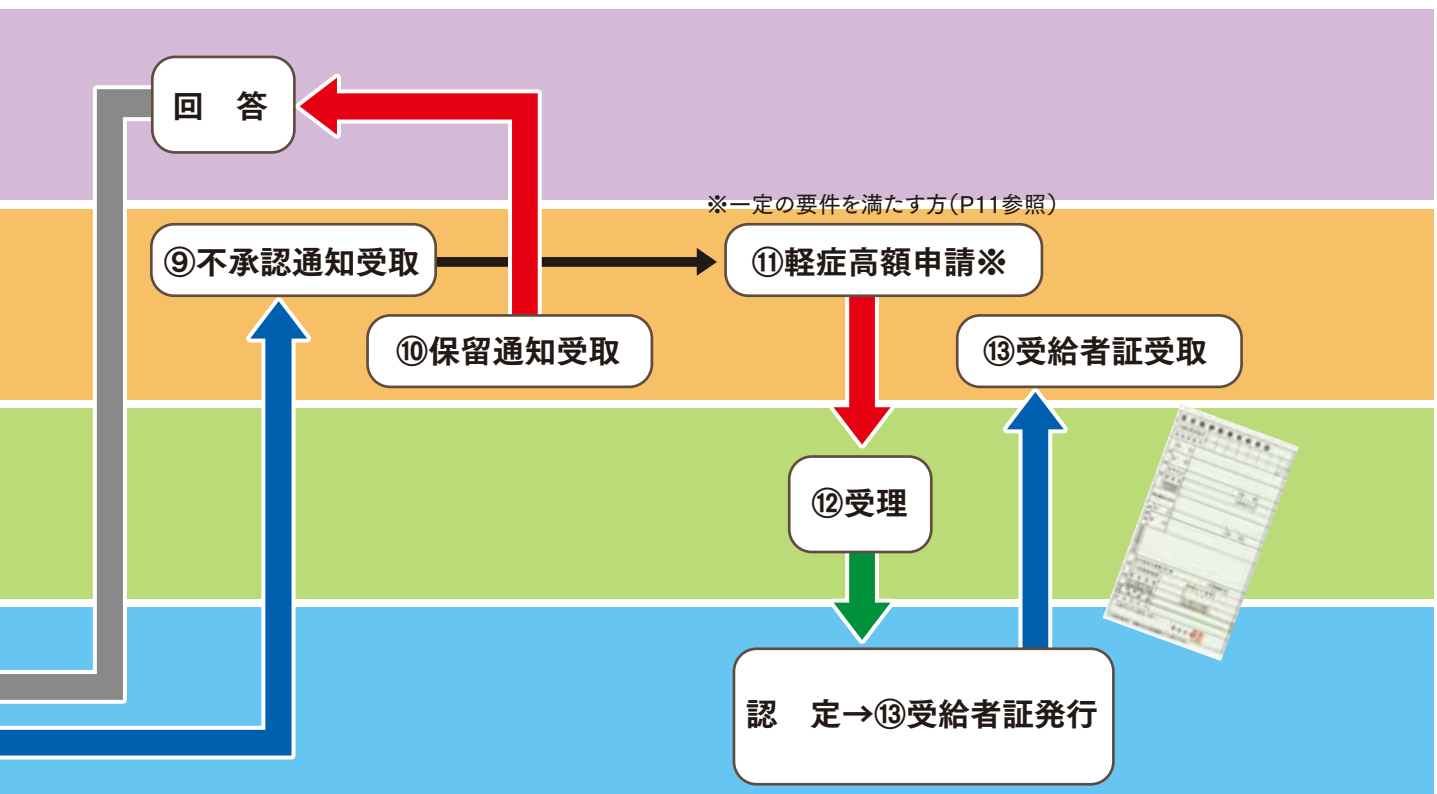 回　答
※一定の要件を満たす方(P11参照)
⑨不承認通知受取
⑪軽症高額申請※
⑩保留通知受取
⑬受給者証受取
⑫受理
認　定→⑬受給者証発行